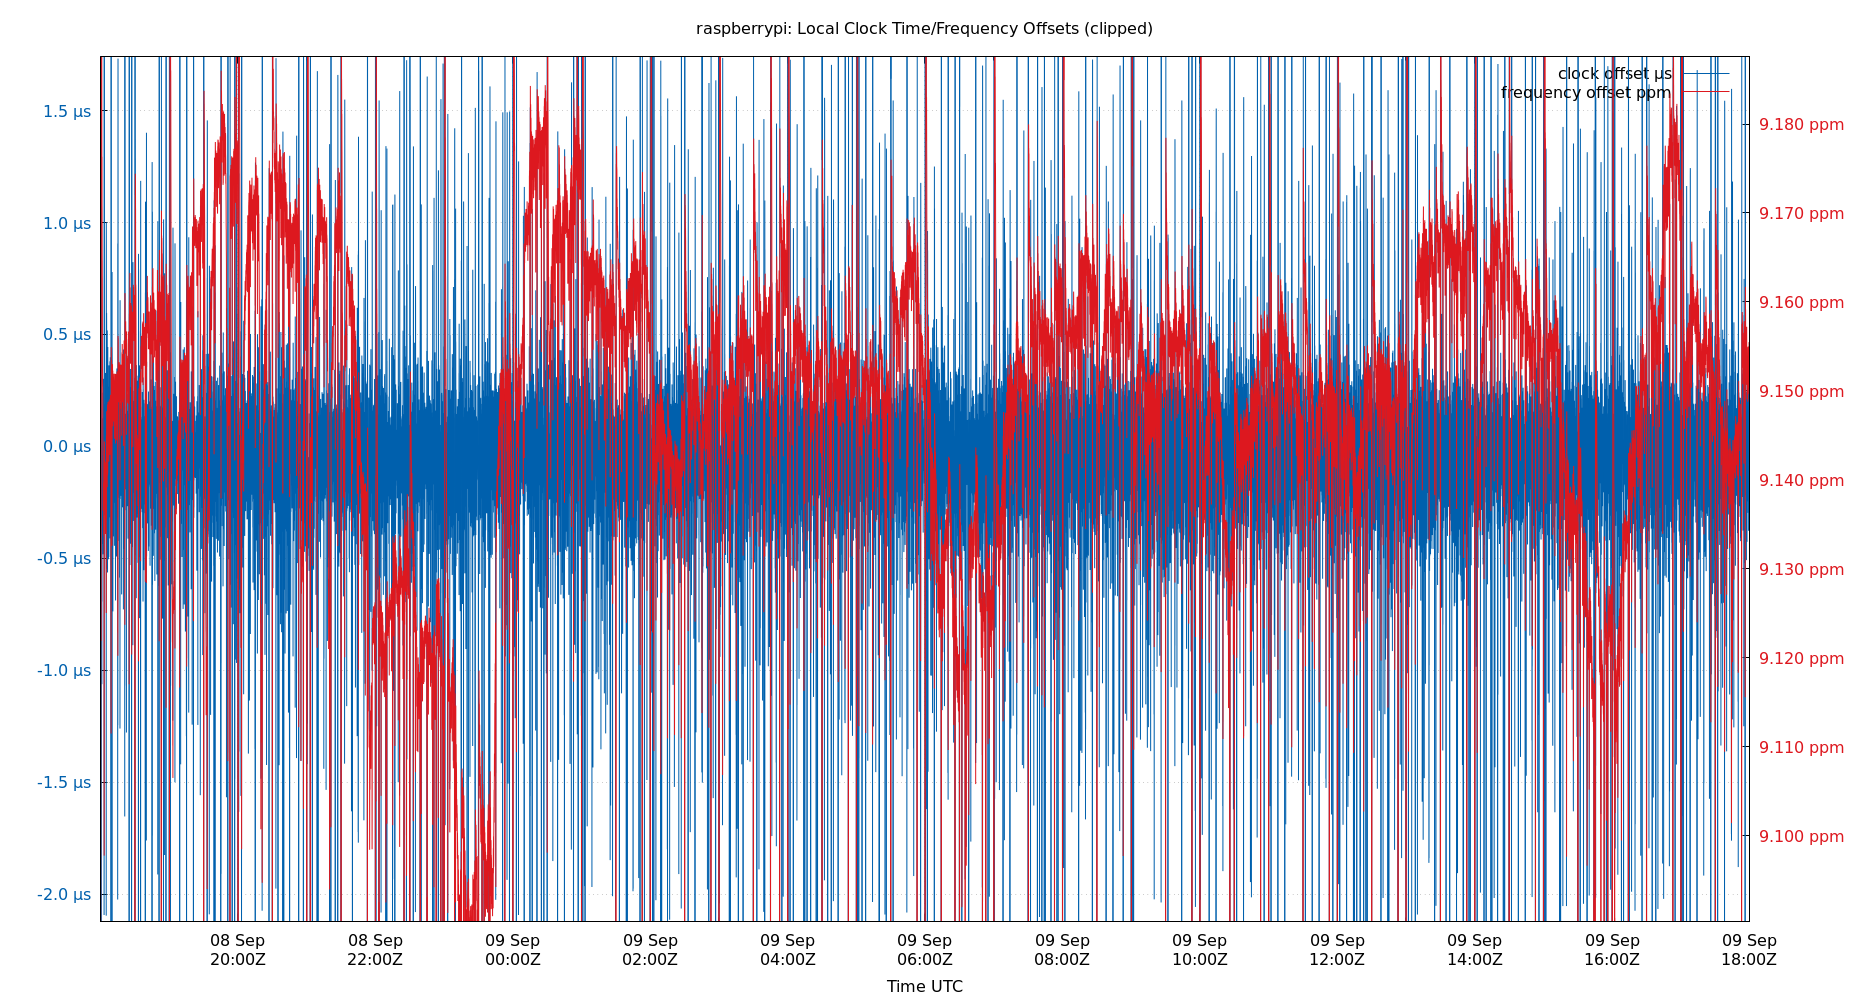 raspberrypi: Local Clock Time/Frequency Offsets (clipped)
clock offset µs
frequency offset ppm
1.5 µs
1.0 µs
0.5 µs
0.0 µs
-0.5 µs
-1.0 µs
-1.5 µs
-2.0 µs
9.180 ppm
9.170 ppm
9.160 ppm
9.150 ppm
9.140 ppm
9.130 ppm
9.120 ppm
9.110 ppm
9.100 ppm
08 Sep
20:00Z
08 Sep
22:00Z
09 Sep
00:00Z
09 Sep
02:00Z
09 Sep
04:00Z
09 Sep
06:00Z
09 Sep
08:00Z
09 Sep
10:00Z
09 Sep
12:00Z
09 Sep
14:00Z
09 Sep
16:00Z
09 Sep
18:00Z
Time UTC